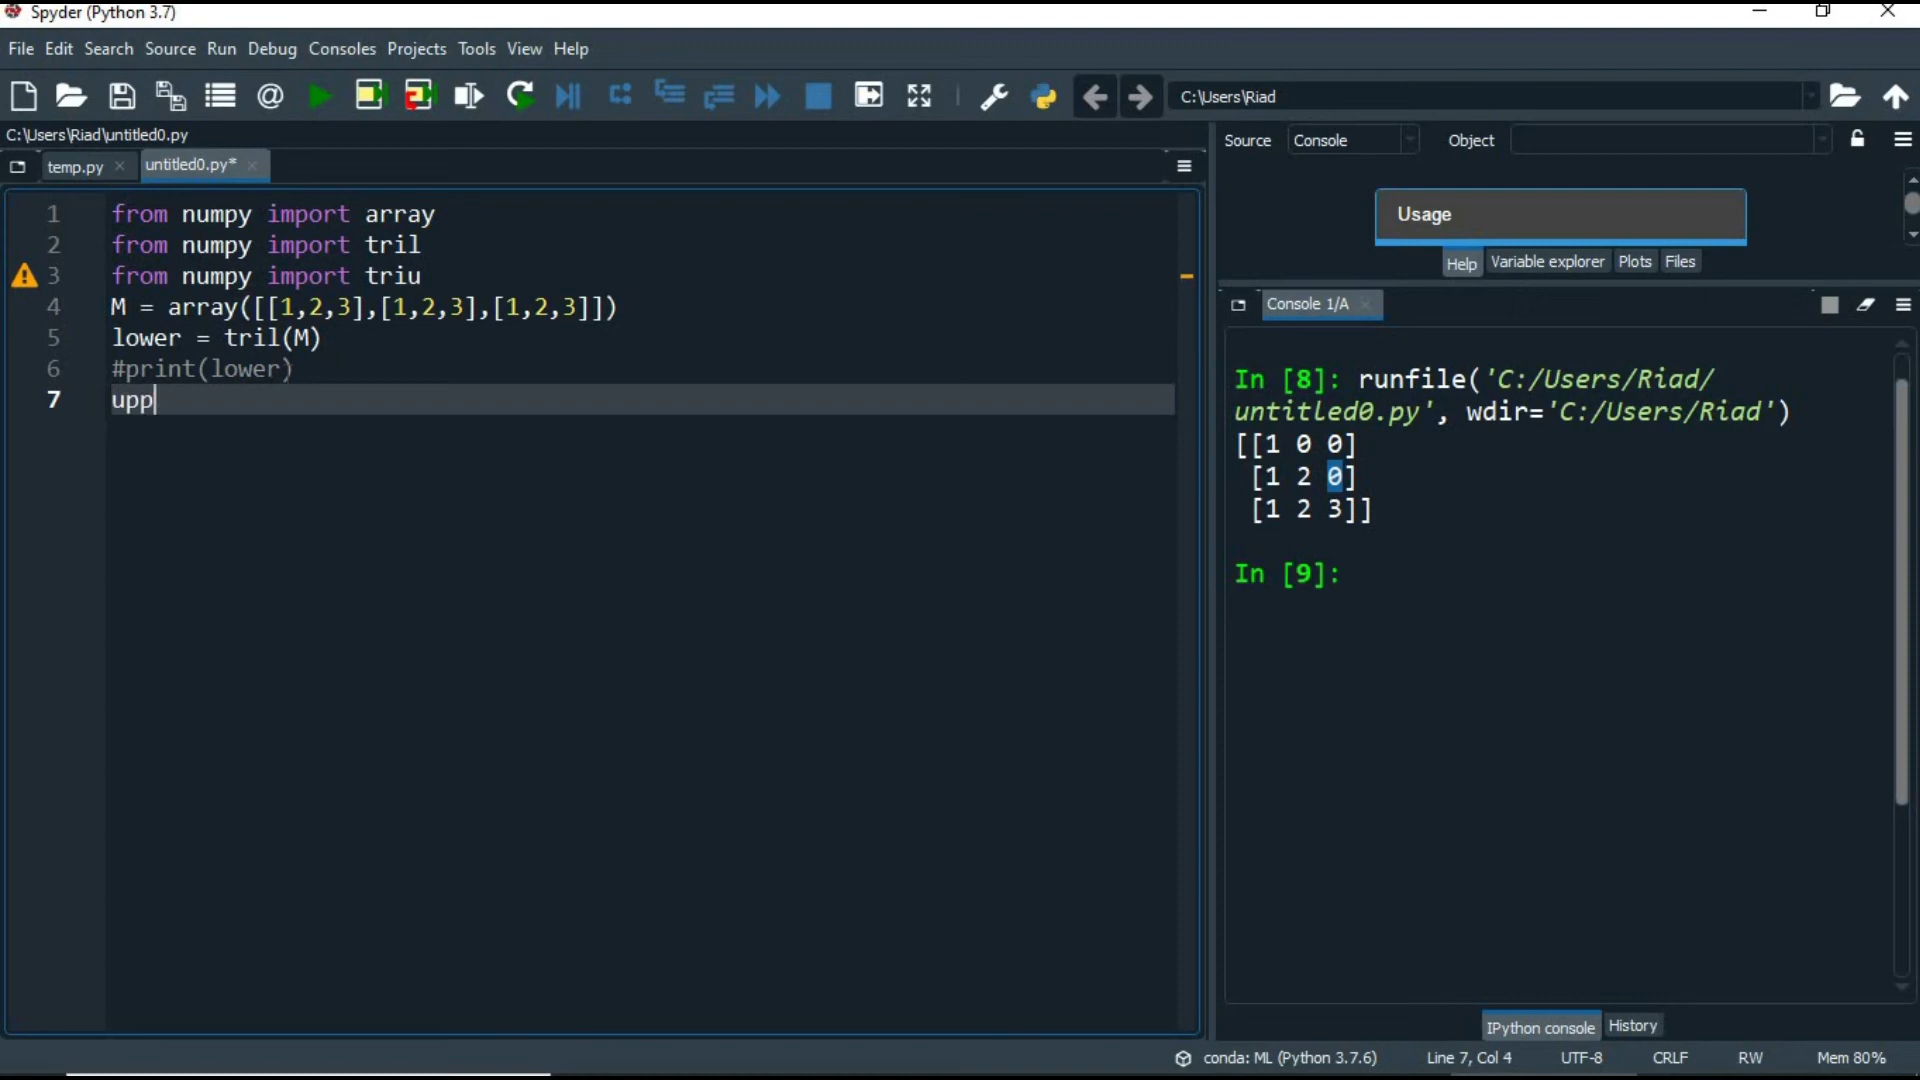 Spyder (Python 3.7)
File Edit Search Source Run Debug Consoles Projects Tools View Help
C:\Users\Riad
C:\Users\Riad\untitled0.py
Source Console Object
temp.py untitled0.py*
1 from numpy import array
2 from numpy import tril
3 from numpy import triu
4 M = array([[1,2,3],[1,2,3],[1,2,3]])
5 lower = tril(M)
6 #print(lower)
7 upp
Usage
Help Variable explorer Plots Files
Console 1/A
In [8]: runfile('C:/Users/Riad/
untitled0.py', wdir='C:/Users/Riad')
[[1 0 0]
[1 2 0]
[1 2 3]]
In [9]:
IPython console History
conda: ML (Python 3.7.6) Line 7, Col 4 UTF-8 CRLF RW Mem 80%